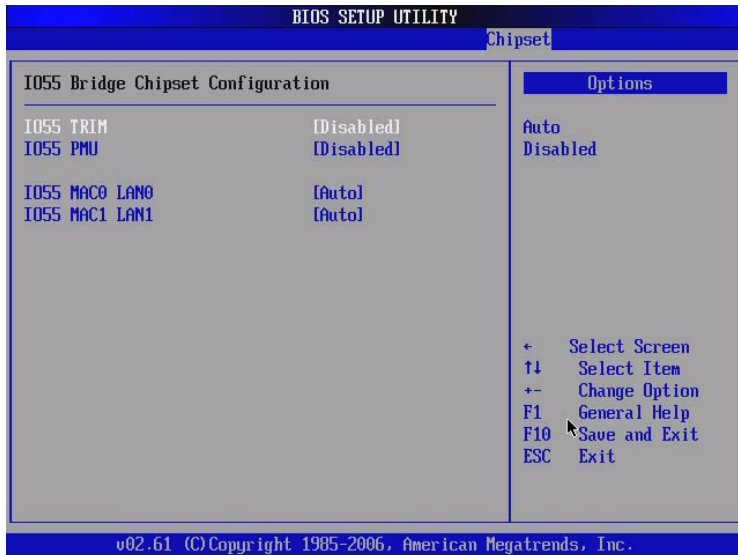 BIOS SETUP UTILITY
Chipset
IO55 Bridge Chipset Configuration
IO55 TRIM [Disabled]
IO55 PMU [Disabled]
IO55 MAC0 LAN0 [Auto]
IO55 MAC1 LAN1 [Auto]
Options
Auto
Disabled
← Select Screen
↑↓ Select Item
+- Change Option
F1 General Help
F10 Save and Exit
ESC Exit
v02.61 (C)Copyright 1985-2006, American Megatrends, Inc.